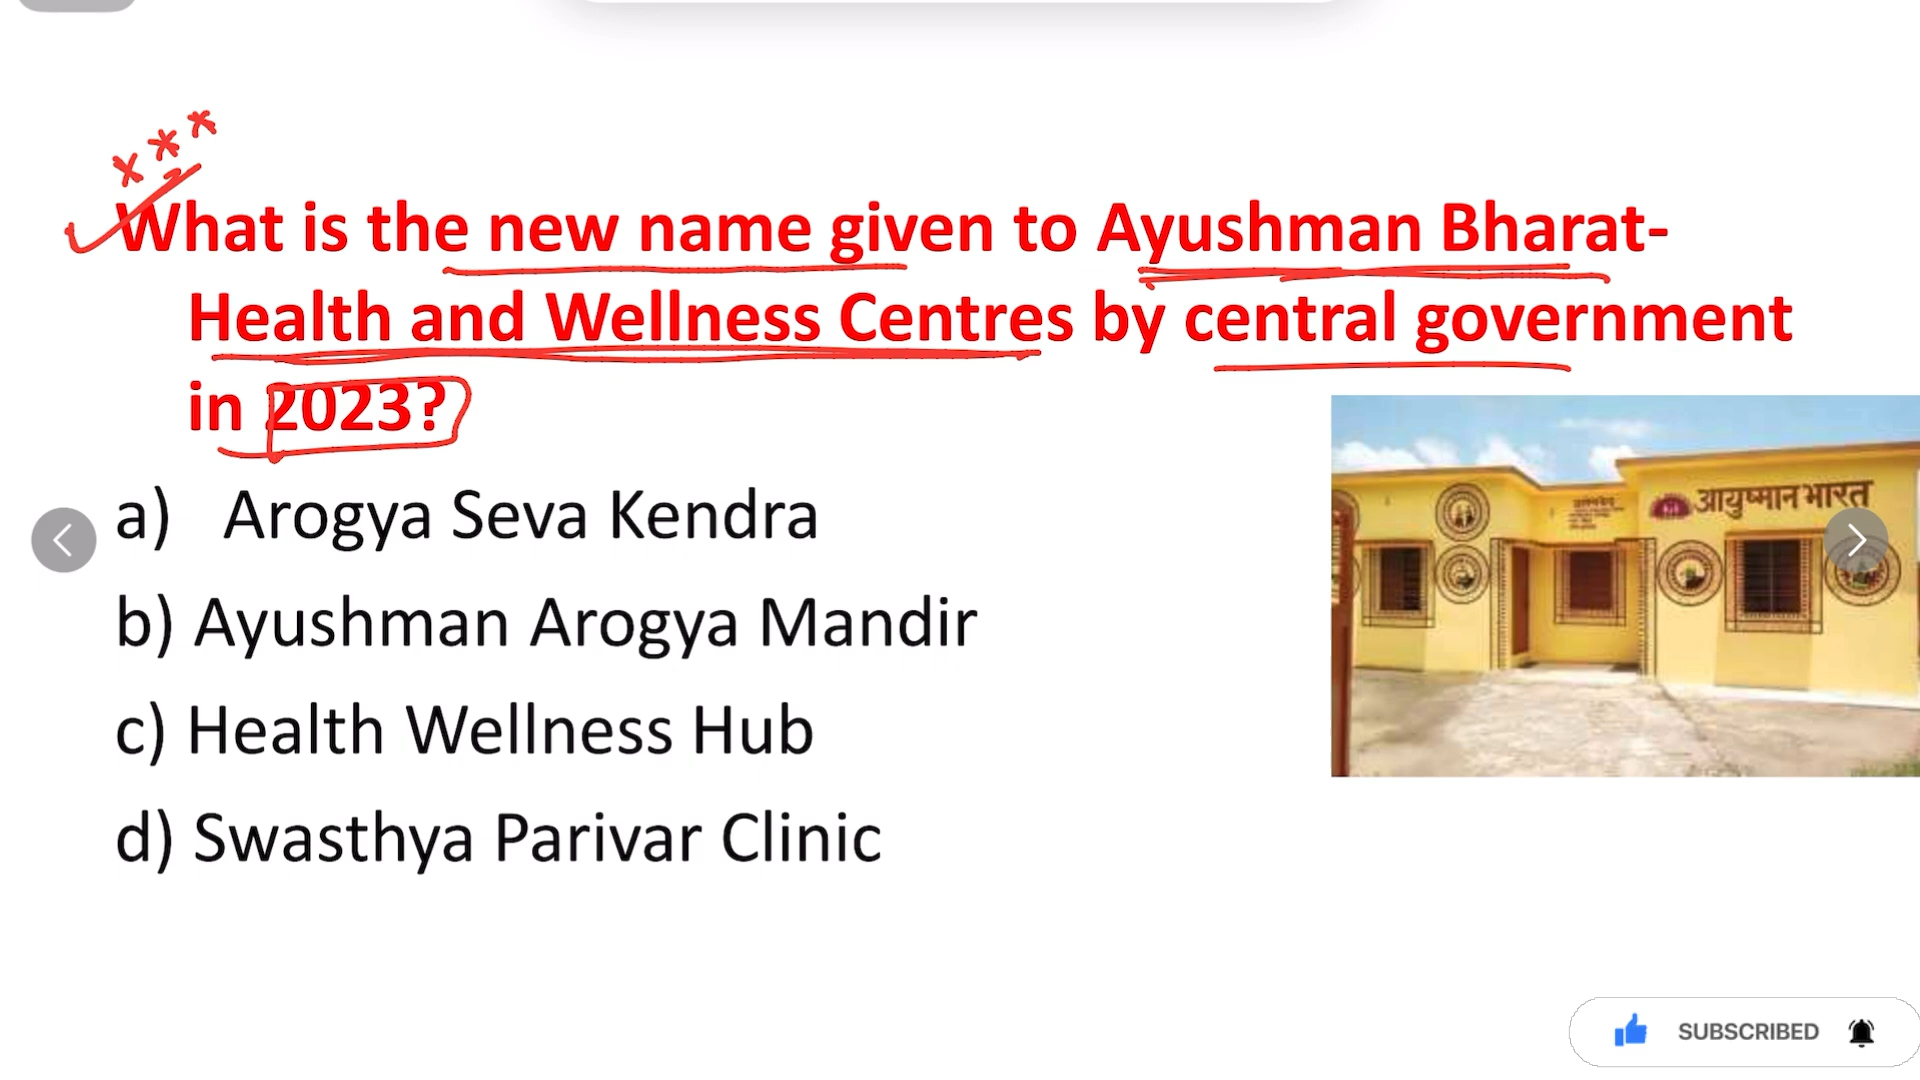 What is the new name given to Ayushman Bharat-
Health and Wellness Centres by central government
in 2023?
a) Arogya Seva Kendra
b) Ayushman Arogya Mandir
c) Health Wellness Hub
d) Swasthya Parivar Clinic
आयुष्मान भारत
SUBSCRIBED